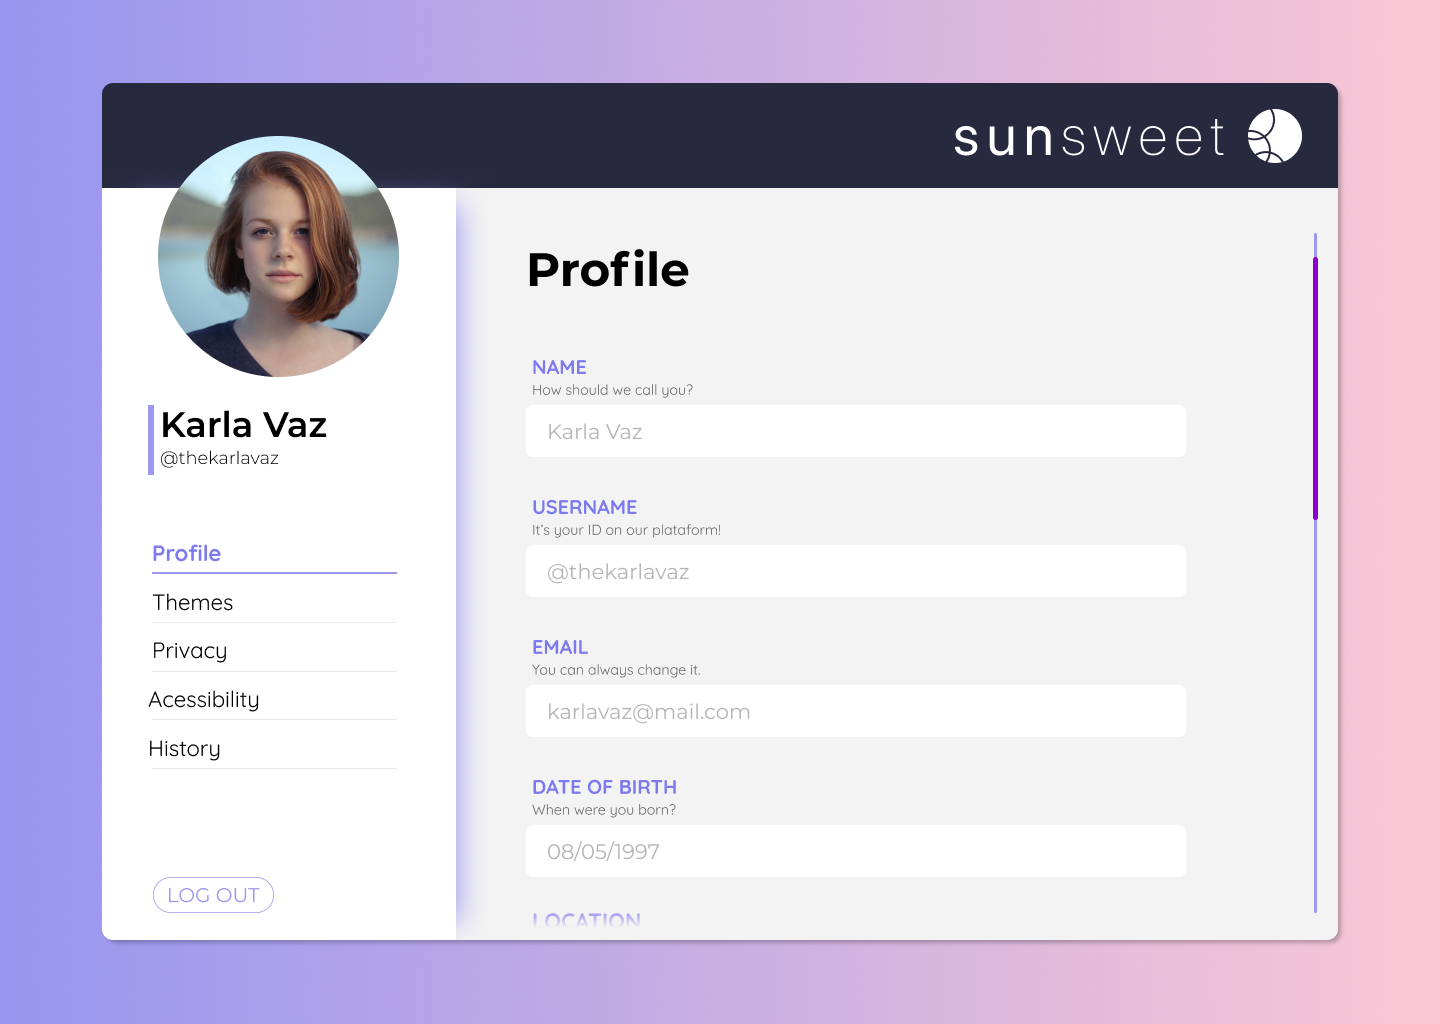 sunsweet
Karla Vaz
@thekarlavaz
Profile
Themes
Privacy
Acessibility
History
LOG OUT
Profile
NAME
How should we call you?
Karla Vaz
USERNAME
It's your ID on our plataform!
@thekarlavaz
EMAIL
You can always change it.
karlavaz@mail.com
DATE OF BIRTH
When were you born?
08/05/1997
LOCATION